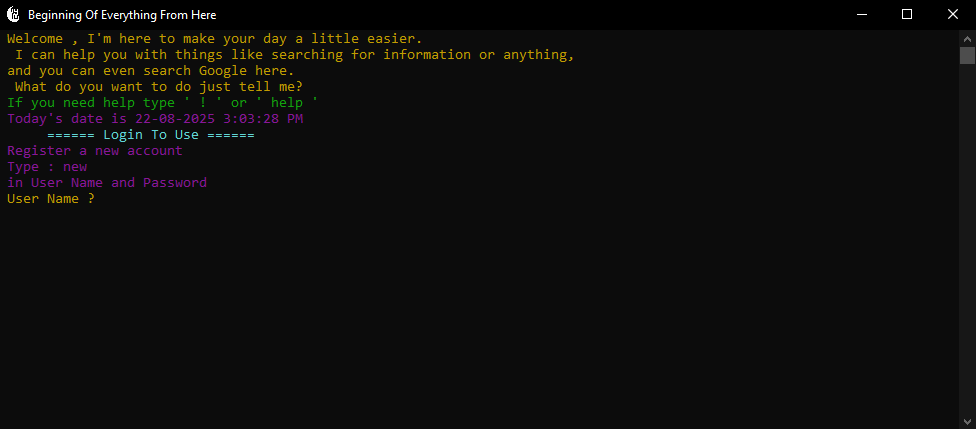 Beginning Of Everything From Here
Welcome , I'm here to make your day a little easier.
I can help you with things like searching for information or anything,
and you can even search Google here.
What do you want to do just tell me?
If you need help type ' ! ' or ' help '
Today's date is 22-08-2025 3:03:28 PM
====== Login To Use ======
Register a new account
Type : new
in User Name and Password
User Name ?